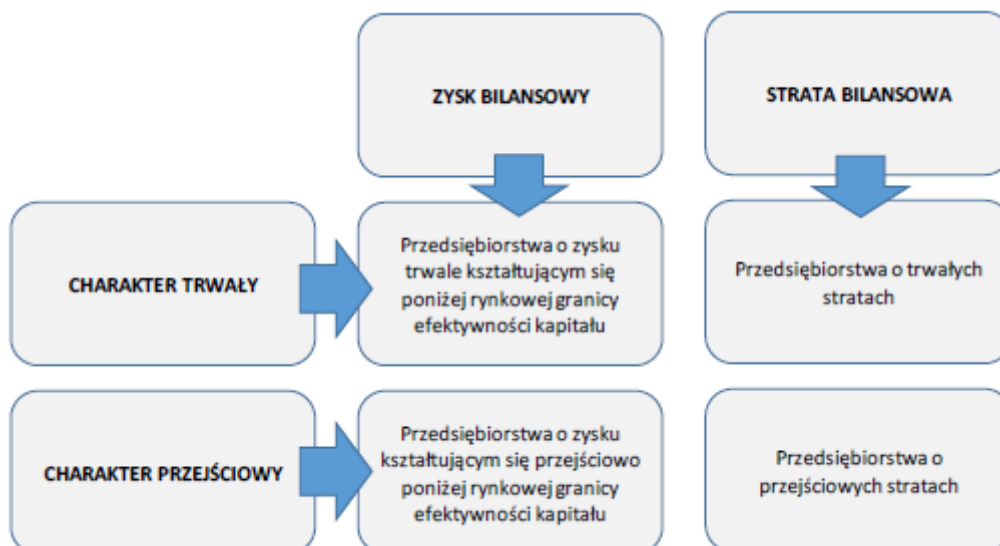 ZYSK BILANSOWY
STRATA BILANSOWA
CHARAKTER TRWAŁY
Przedsiębiorstwa o zysku
trwale kształtującym się
poniżej rynkowej granicy
efektywności kapitału
Przedsiębiorstwa o trwałych
stratach
CHARAKTER PRZEJŚCIOWY
Przedsiębiorstwa o zysku
kształtującym się przejściowo
poniżej rynkowej granicy
efektywności kapitału
Przedsiębiorstwa o
przejściowych stratach